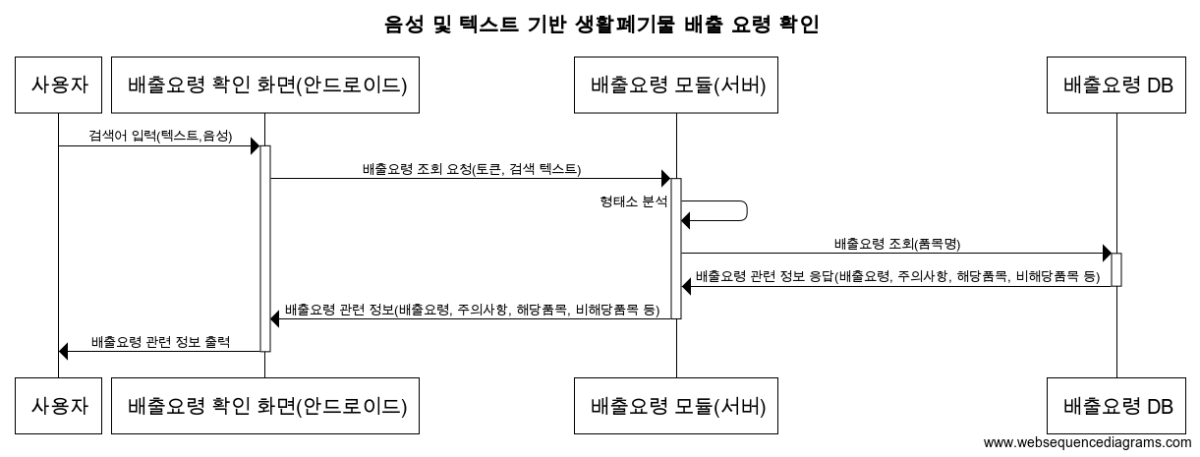 음성 및 텍스트 기반 생활폐기물 배출 요령 확인
사용자
배출요령 확인 화면(안드로이드)
배출요령 모듈(서버)
배출요령 DB
검색어 입력(텍스트,음성)
배출요령 조회 요청(토큰, 검색 텍스트)
형태소 분석
배출요령 조회(품목명)
배출요령 관련 정보 응답(배출요령, 주의사항, 해당품목, 비해당품목 등)
배출요령 관련 정보(배출요령, 주의사항, 해당품목, 비해당품목 등)
배출요령 관련 정보 출력
사용자
배출요령 확인 화면(안드로이드)
배출요령 모듈(서버)
배출요령 DB
www.websequencediagrams.com